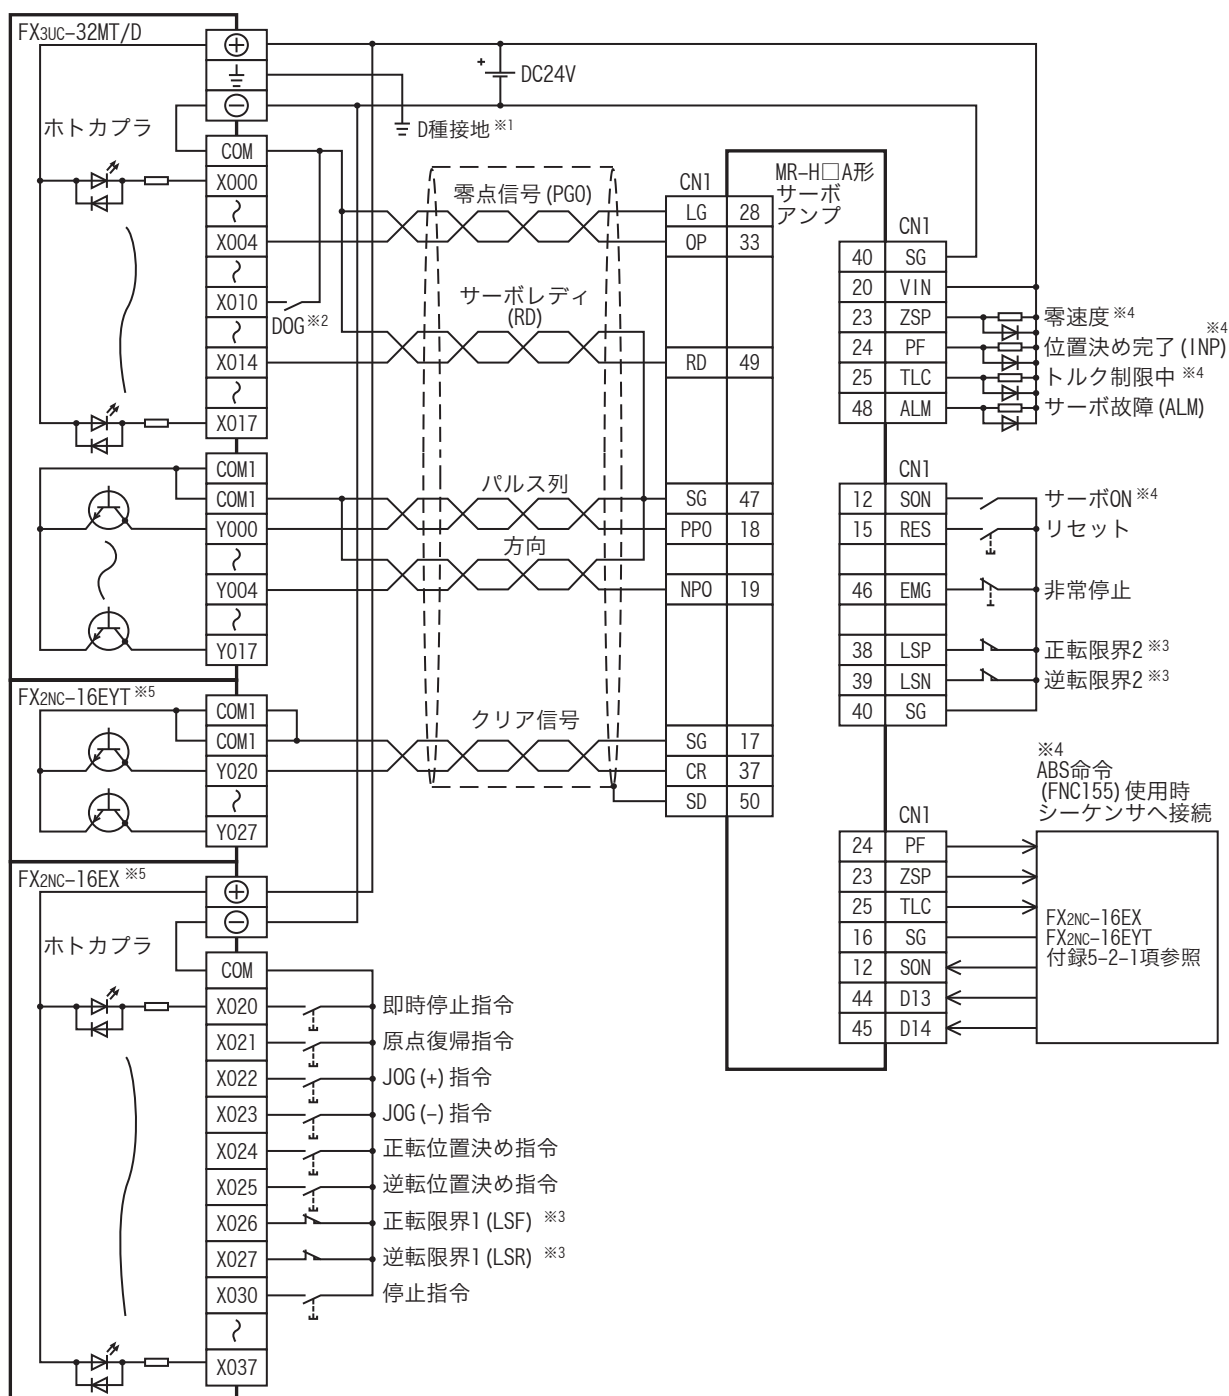 FX3UC-32MT/D
DC24V
D種接地※1
ホトカプラ
COM
X000
X004
X010
DOG※2
X014
X017
COM1
COM1
Y000
Y004
Y017
零点信号(PG0)
サーボレディ
(RD)
パルス列
方向
クリア信号
CN1
LG 28
OP 33
RD 49
SG 47
PPO 18
NPO 19
SG 17
CR 37
SD 50
MR-H□A形
サーボ
アンプ
CN1
40 SG
20 VIN
23 ZSP 零速度※4
24 PF 位置決め完了(INP)※4
25 TLC トルク制限中※4
48 ALM サーボ故障(ALM)
CN1
12 SON サーボON※4
15 RES リセット
46 EMG 非常停止
38 LSP 正転限界2※3
39 LSN 逆転限界2※3
40 SG
※4
ABS命令
(FNC155)使用時
シーケンサへ接続
CN1
24 PF
23 ZSP
25 TLC
16 SG
12 SON
44 D13
45 D14
FX2NC-16EX
FX2NC-16EYT
付録5-2-1項参照
FX2NC-16EYT※5
COM1
COM1
Y020
Y027
FX2NC-16EX※5
ホトカプラ
COM
X020 即時停止指令
X021 原点復帰指令
X022 JOG(+)指令
X023 JOG(-)指令
X024 正転位置決め指令
X025 逆転位置決め指令
X026 正転限界1(LSF)※3
X027 逆転限界1(LSR)※3
X030 停止指令
X037